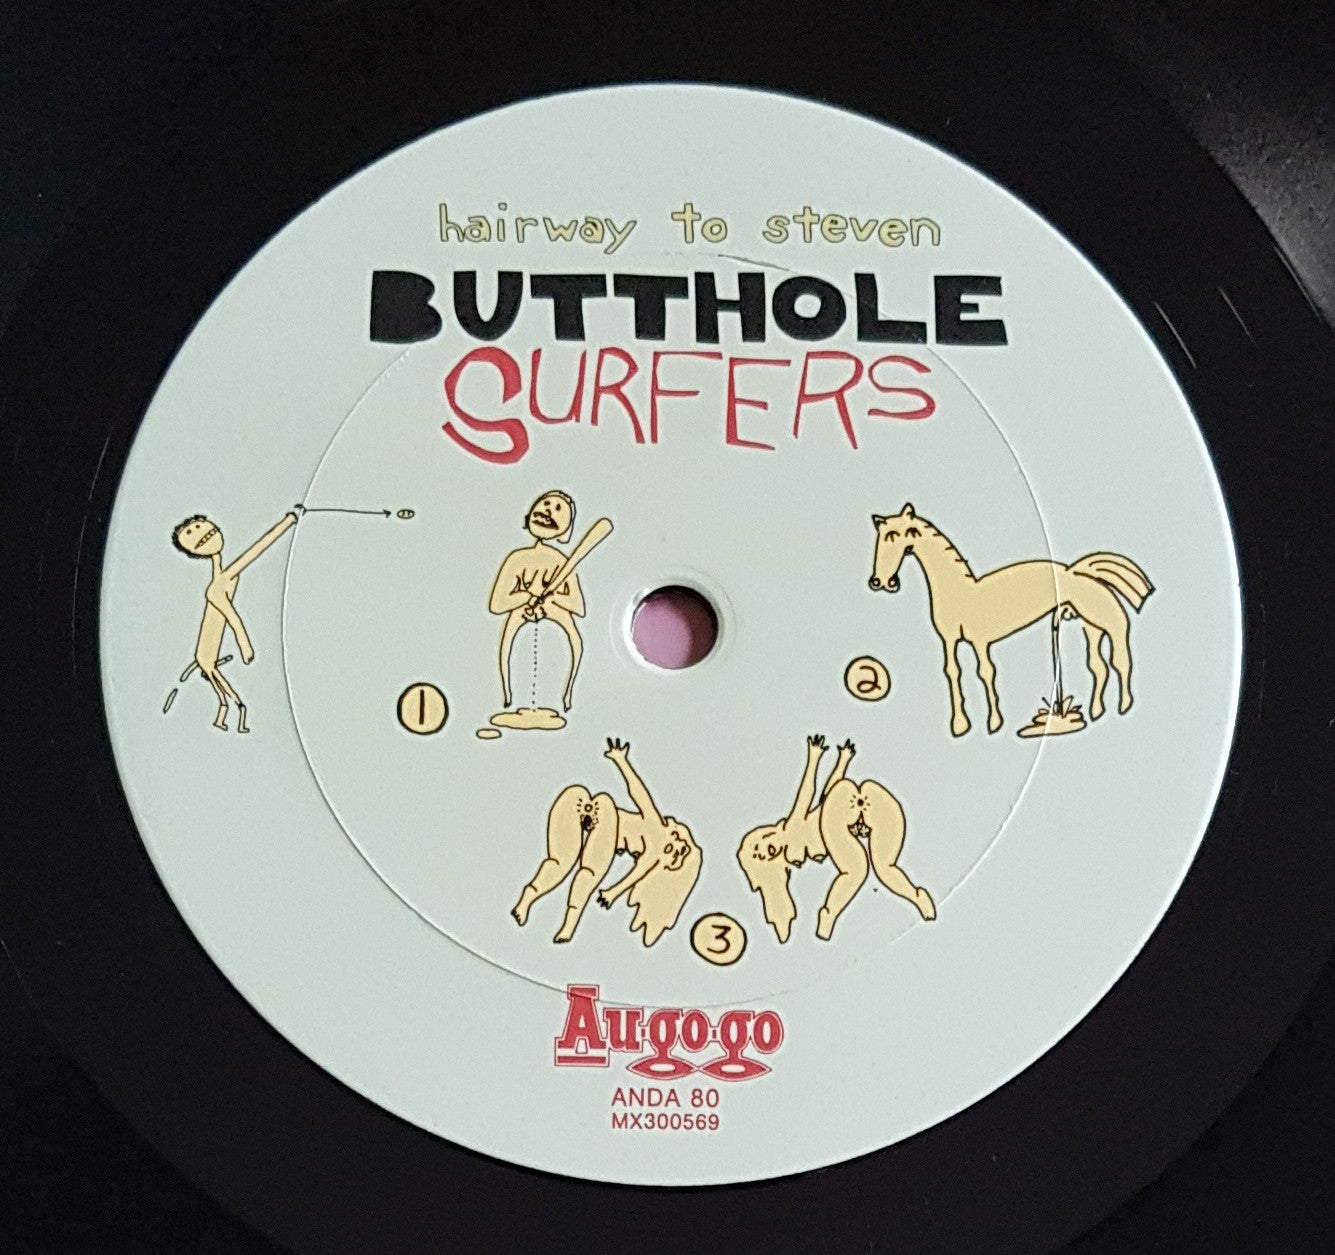 hairway to steven
BUTTHOLE
SURFERS
1
2
3
Au·go·go
ANDA 80
MX300569